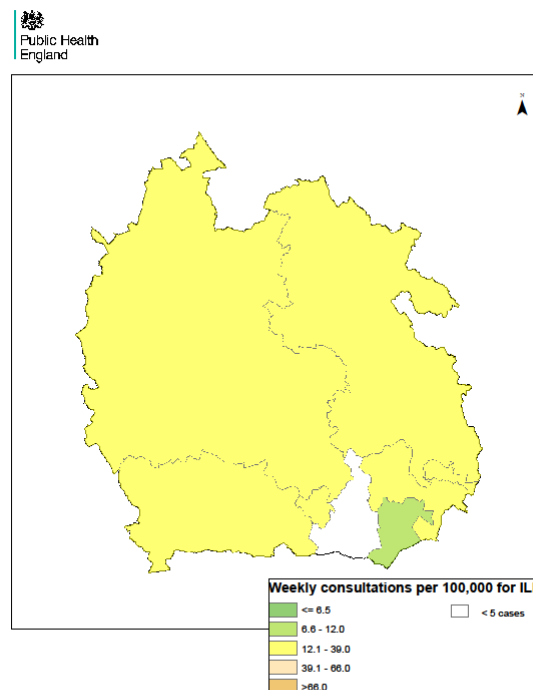 Public Health
England
N
Weekly consultations per 100,000 for IL
<= 6.5
< 5 cases
6.6 - 12.0
12.1 - 39.0
39.1 - 66.0
>66.0